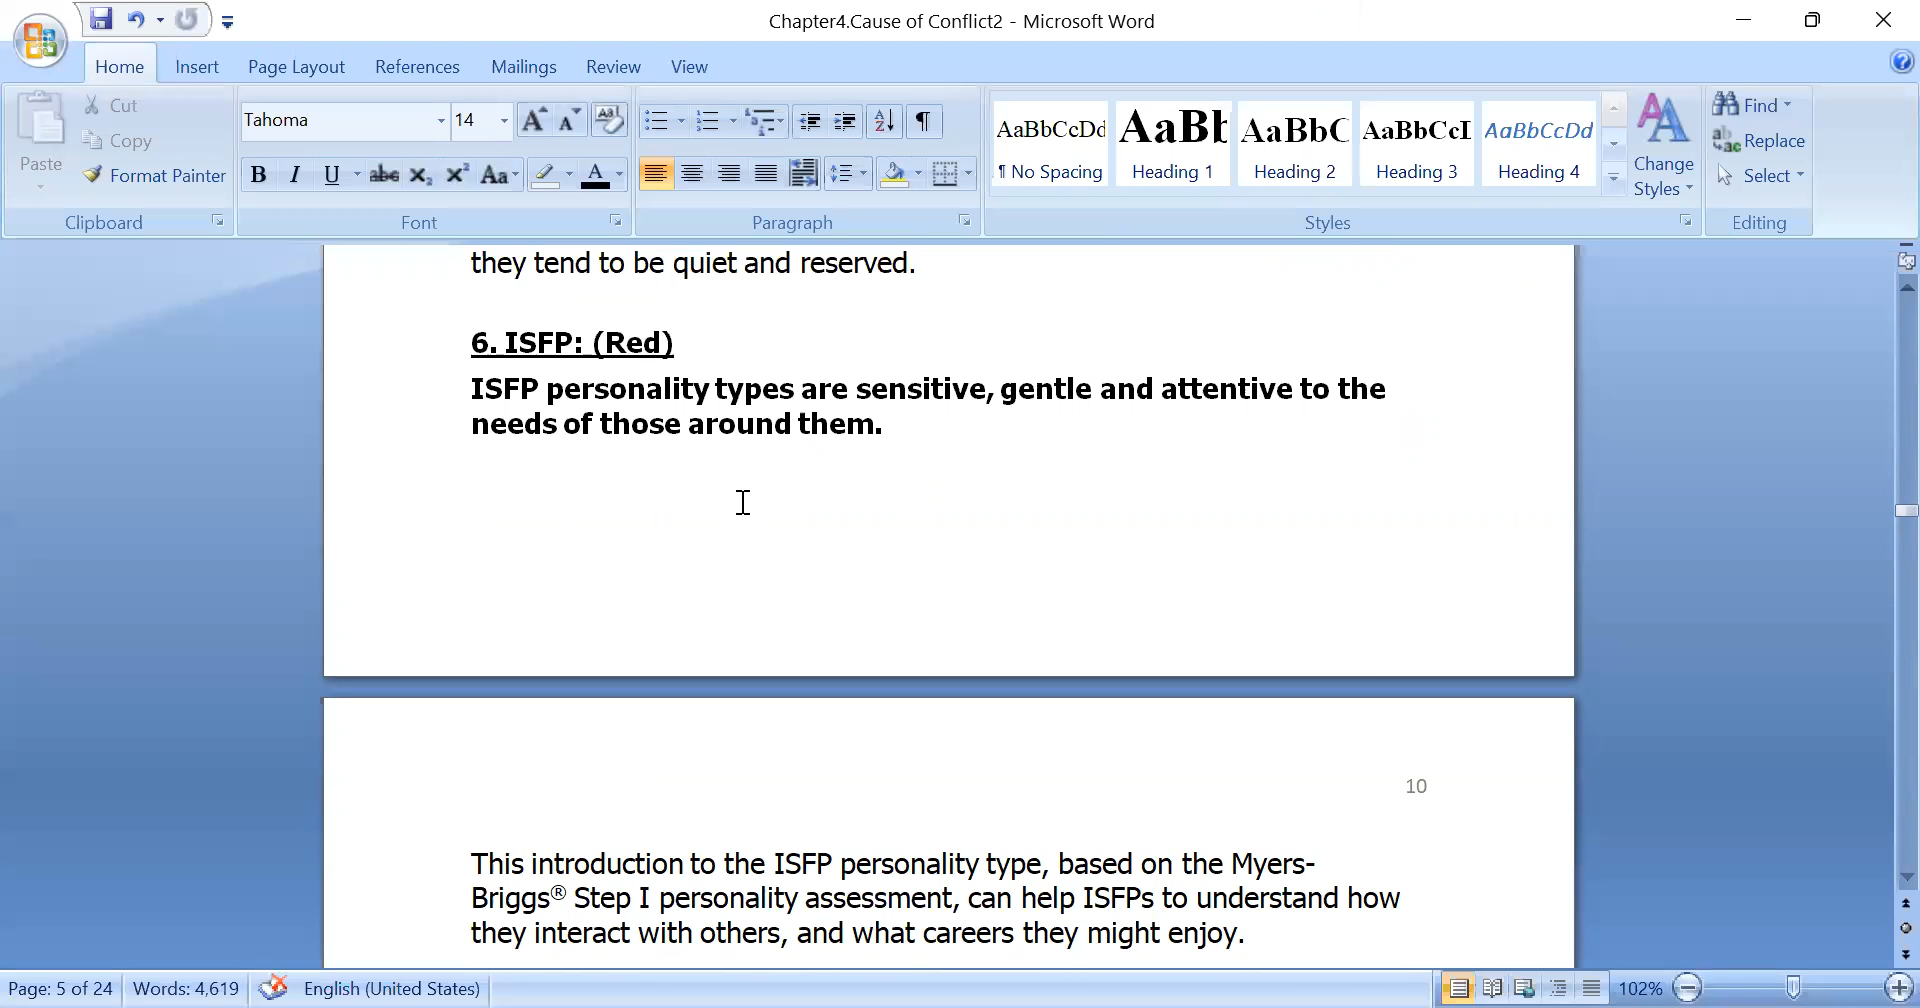 Chapter4.Cause of Conflict2 - Microsoft Word
Home Insert Page Layout References Mailings Review View
Paste
Cut
Copy
Format Painter
Clipboard
Tahoma 14
B I U abc X₂ X² Aa A
Font
Paragraph
AaBbCcDd AaBb AaBbC AaBbCcI AaBbCcDd
¶ No Spacing Heading 1 Heading 2 Heading 3 Heading 4
Change
Styles
Styles
Find
Replace
Select
Editing
they tend to be quiet and reserved.
6. ISFP: (Red)
ISFP personality types are sensitive, gentle and attentive to the
needs of those around them.
10
This introduction to the ISFP personality type, based on the Myers-
Briggs® Step I personality assessment, can help ISFPs to understand how
they interact with others, and what careers they might enjoy.
Page: 5 of 24 Words: 4,619 English (United States) 102%